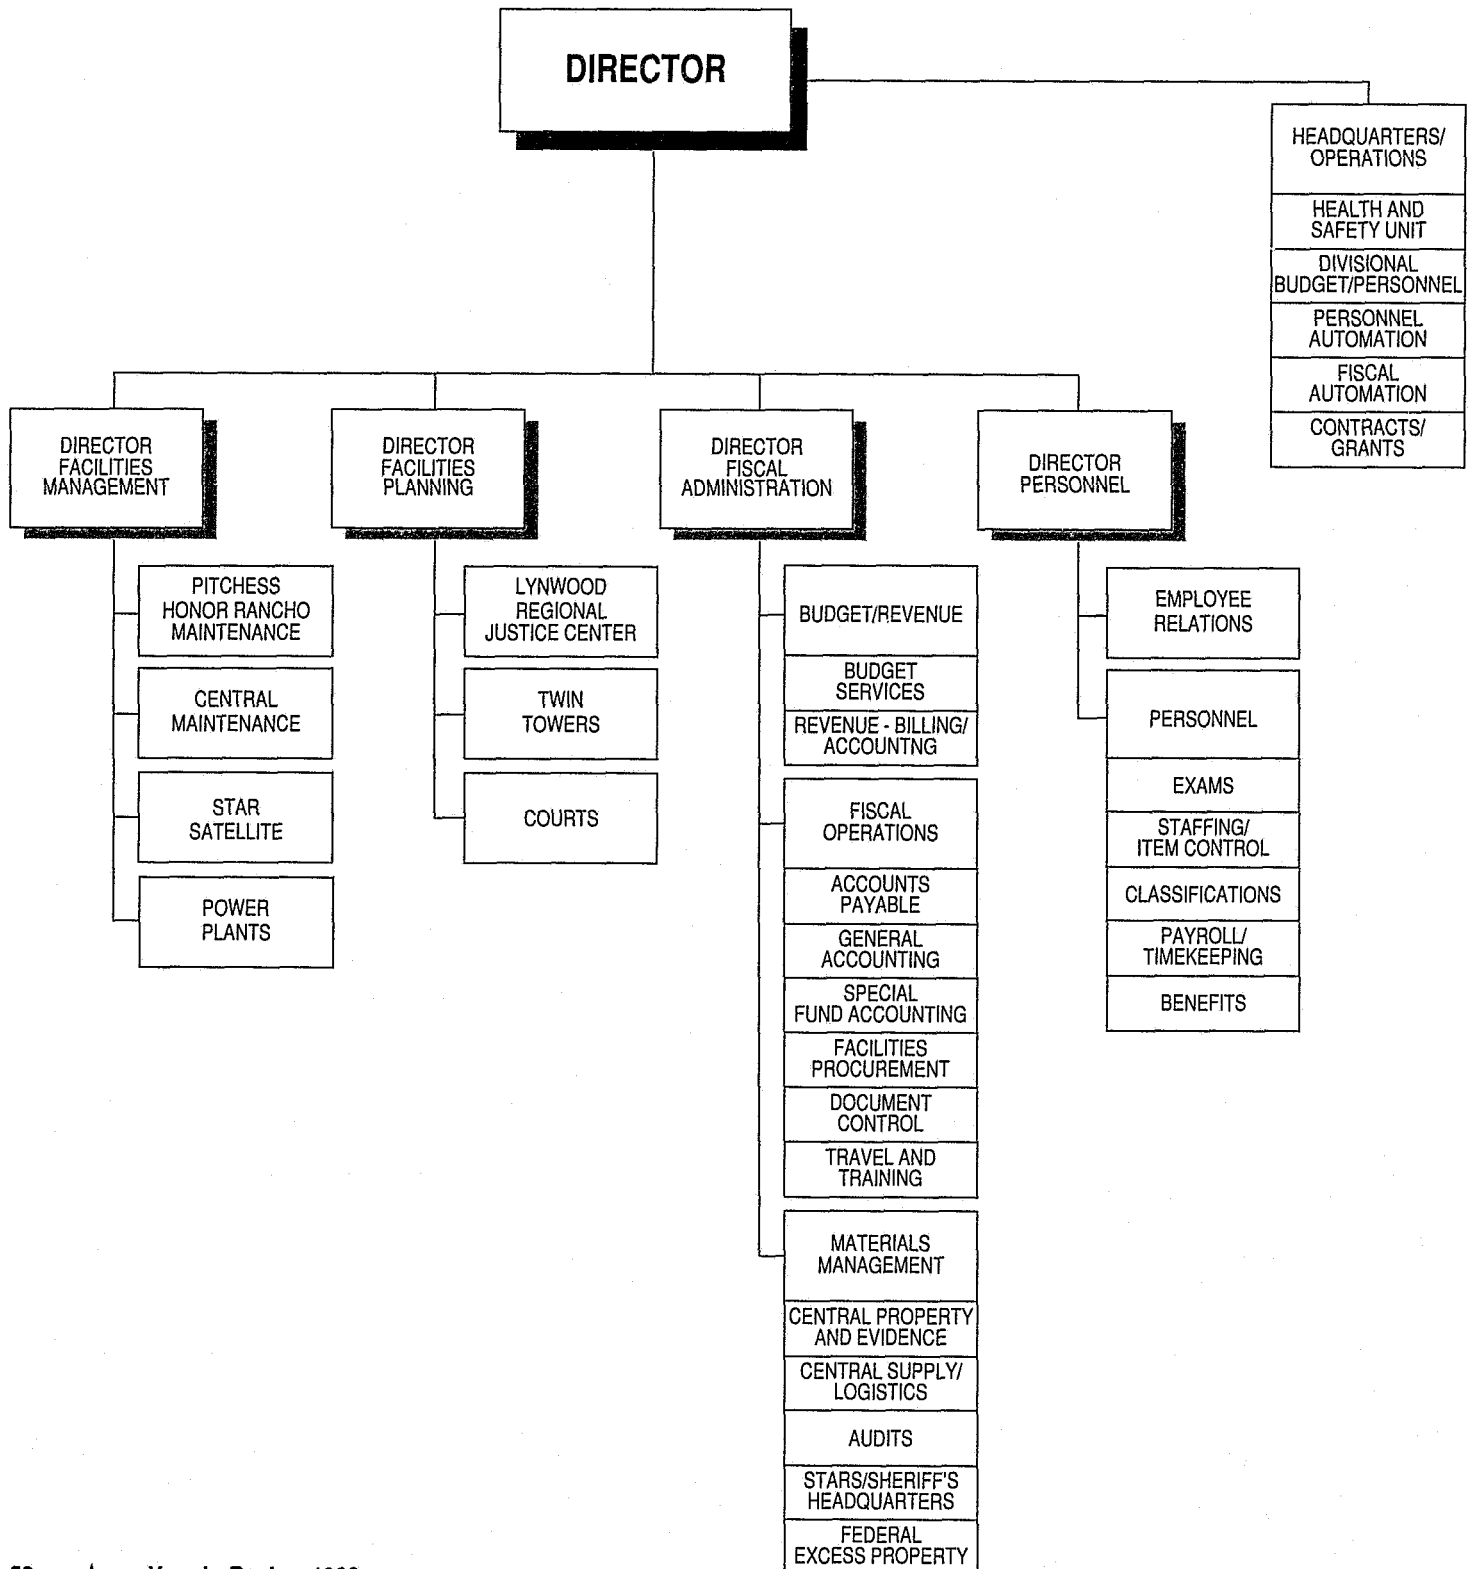 DIRECTOR
HEADQUARTERS/
OPERATIONS
HEALTH AND
SAFETY UNIT
DIVISIONAL
BUDGET/PERSONNEL
PERSONNEL
AUTOMATION
FISCAL
AUTOMATION
CONTRACTS/
GRANTS
DIRECTOR
FACILITIES
MANAGEMENT
PITCHESS
HONOR RANCHO
MAINTENANCE
CENTRAL
MAINTENANCE
STAR
SATELLITE
POWER
PLANTS
DIRECTOR
FACILITIES
PLANNING
LYNWOOD
REGIONAL
JUSTICE CENTER
TWIN
TOWERS
COURTS
DIRECTOR
FISCAL
ADMINISTRATION
BUDGET/REVENUE
BUDGET
SERVICES
REVENUE - BILLING/
ACCOUNTNG
FISCAL
OPERATIONS
ACCOUNTS
PAYABLE
GENERAL
ACCOUNTING
SPECIAL
FUND ACCOUNTING
FACILITIES
PROCUREMENT
DOCUMENT
CONTROL
TRAVEL AND
TRAINING
MATERIALS
MANAGEMENT
CENTRAL PROPERTY
AND EVIDENCE
CENTRAL SUPPLY/
LOGISTICS
AUDITS
STARS/SHERIFF'S
HEADQUARTERS
FEDERAL
EXCESS PROPERTY
DIRECTOR
PERSONNEL
EMPLOYEE
RELATIONS
PERSONNEL
EXAMS
STAFFING/
ITEM CONTROL
CLASSIFICATIONS
PAYROLL/
TIMEKEEPING
BENEFITS